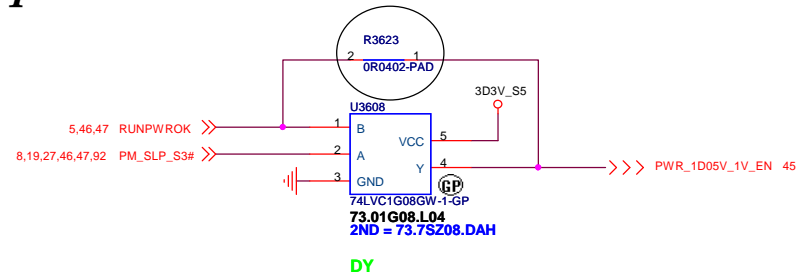 R3623
2 1
0R0402-PAD
3D3V_S5
U3608
5,46,47 RUNPWROK 1 B
VCC 5
8,19,27,46,47,92 PM_SLP_S3# 2 A
Y 4 PWR_1D05V_1V_EN 45
3 GND
GP
74LVC1G08GW-1-GP
73.01G08.L04
2ND = 73.7SZ08.DAH
DY